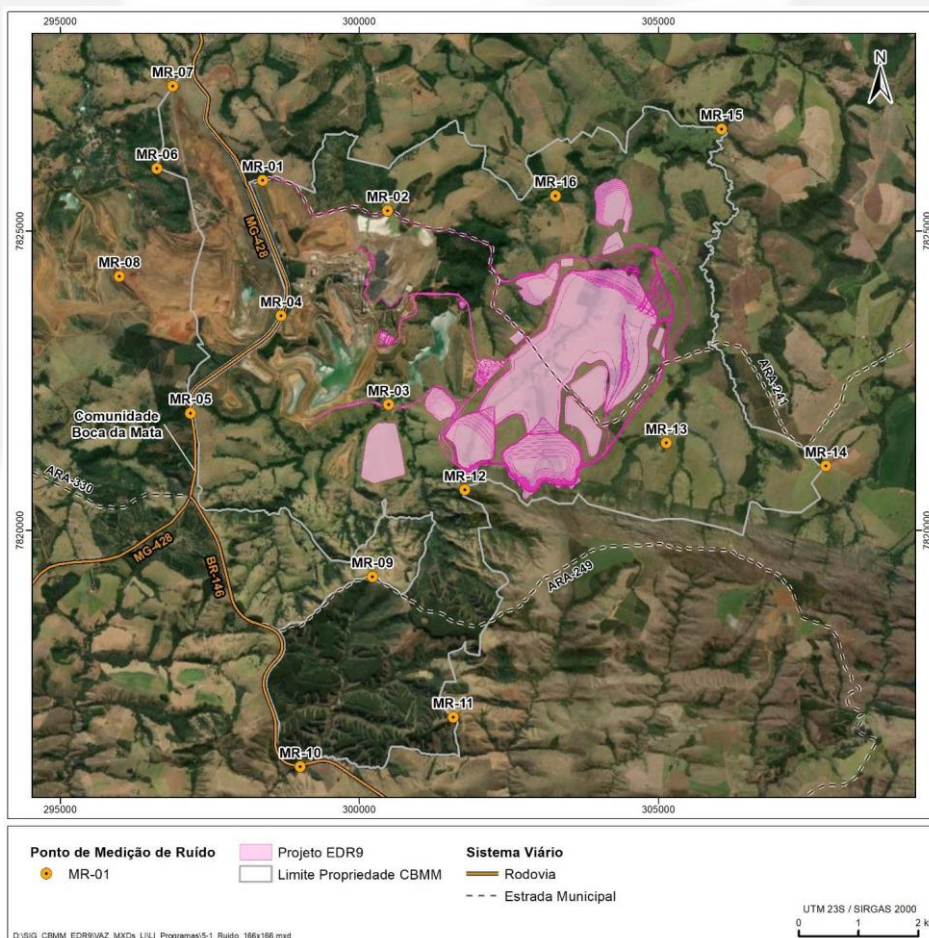 295000 300000 305000
MR-07
MR-15
MR-06
MR-01
N
MR-16
MR-02
7825000 7825000
MG-428
MR-08
MR-04
MR-03
MR-05
ARA-241
Comunidade
Boca da Mata
MR-13
MR-14
ARA-330
MR-12
7820000 7820000
MG-428
BR-146
MR-09
ARA-249
MR-11
MR-10
295000 300000 305000
Ponto de Medição de Ruído
MR-01
Projeto EDR9
Limite Propriedade CBMM
Sistema Viário
Rodovia
Estrada Municipal
UTM 23S / SIRGAS 2000
0 1 2 k